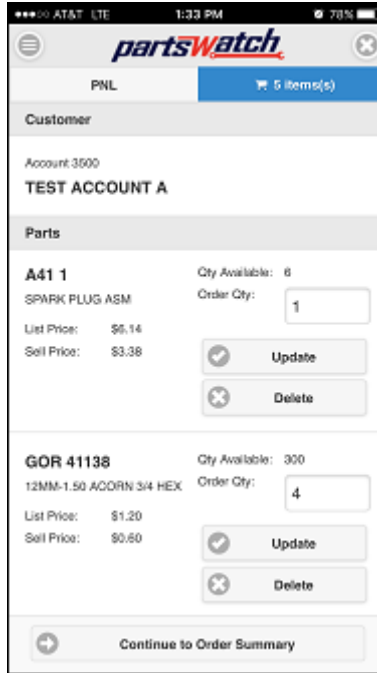 AT&T LTE 1:33 PM 78%
partswatch
PNL 5 items(s)
Customer
Account 3500
TEST ACCOUNT A
Parts
A41 1 Qty Available: 6
SPARK PLUG ASM Order Qty: 1
List Price: $6.14
Sell Price: $3.38
Update
Delete
GOR 41138 Qty Available: 300
12MM-1.50 ACORN 3/4 HEX Order Qty: 4
List Price: $1.20
Sell Price: $0.60
Update
Delete
Continue to Order Summary